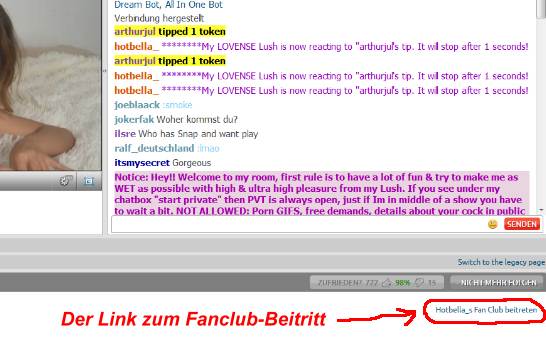 Dream Bot, All In One Bot
Verbindung hergestellt
arthurjul tipped 1 token
hotbella_ ********My LOVENSE Lush is now reacting to "arthurjul's tip. It wil stop after 1 seconds!
arthurjul tipped 1 token
hotbella_ ********My LOVENSE Lush is now reacting to "arthurjul's tip. It wil stop after 1 seconds!
hotbella_ ********My LOVENSE Lush is now reacting to "arthurjul's tip. It wil stop after 1 seconds!
joeblaack :smoke
jokerfak Woher kommst du?
ilsre Who has Snap and want play
ralf_deutschland :lmao
itsmysecret Gorgeous
Notice: Hey!! Welcome to my room, first rule is to have a lot of fun & try to make me as
WET as possible with high & ultra high pleasure from my Lush. If you see under my
chatbox "start private" then PVT is always open, just if Im in middle of a show you have
to wait a bit. NOT ALLOWED: Porn GIFS, free demands, details about your cock in public
SENDEN
Switch to the legacy page
ZUFRIEDEN? 772 98% 15 NICHT MEHR FOLGEN
Hotbella_s Fan Club beitreten
Der Link zum Fanclub-Beitritt